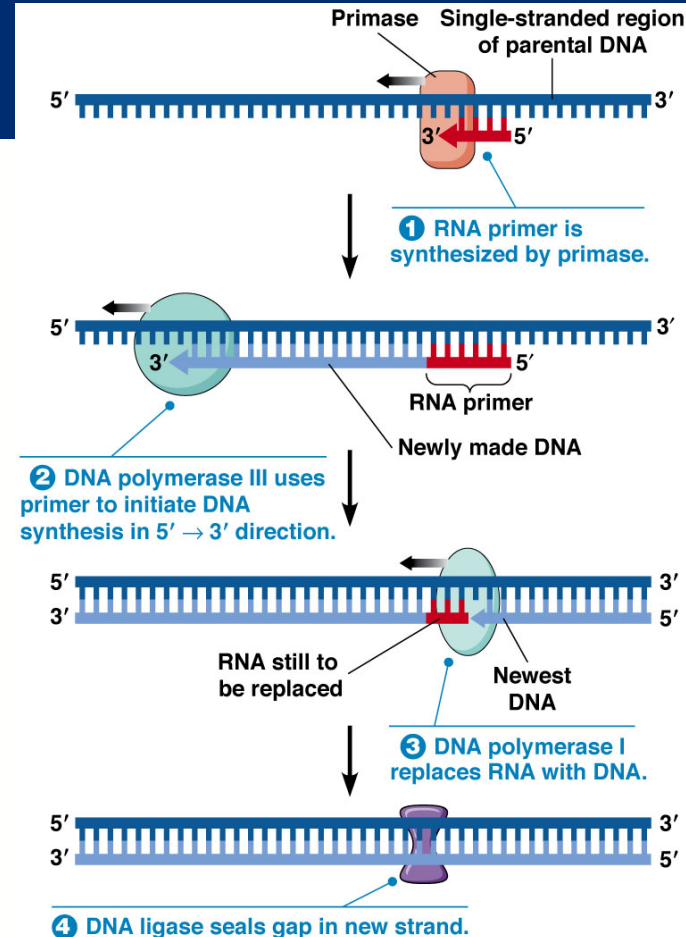 Primase
Single-stranded region
of parental DNA
5′
3′
3′
5′
1 RNA primer is
synthesized by primase.
5′
3′
3′
5′
RNA primer
Newly made DNA
2 DNA polymerase III uses
primer to initiate DNA
synthesis in 5′ → 3′ direction.
5′
3′
3′
5′
RNA still to
be replaced
Newest
DNA
3 DNA polymerase I
replaces RNA with DNA.
5′
3′
3′
5′
4 DNA ligase seals gap in new strand.